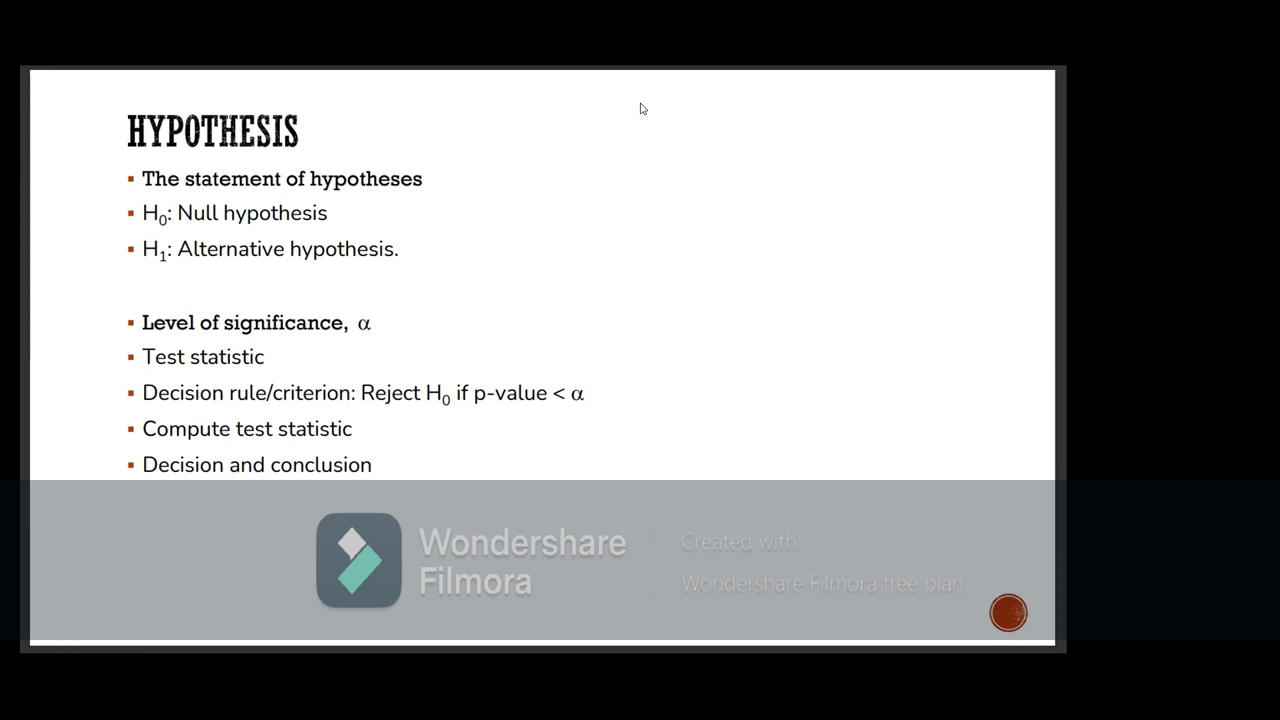 HYPOTHESIS
▪ The statement of hypotheses
▪ H₀: Null hypothesis
▪ H₁: Alternative hypothesis.
▪ Level of significance, α
▪ Test statistic
▪ Decision rule/criterion: Reject H₀ if p-value < α
▪ Compute test statistic
▪ Decision and conclusion
Wondershare
Filmora
Created with
Wondershare Filmora free plan